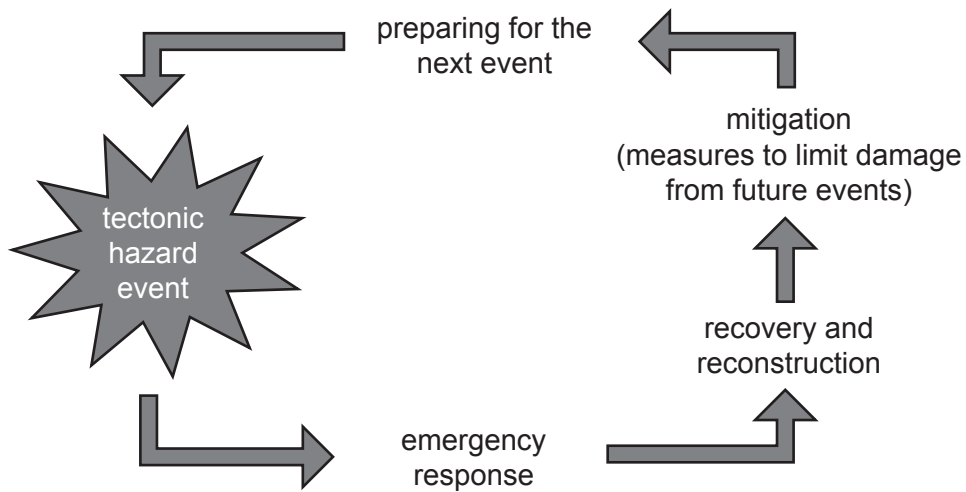 preparing for the
next event
mitigation
(measures to limit damage
from future events)
tectonic
hazard
event
recovery and
reconstruction
emergency
response